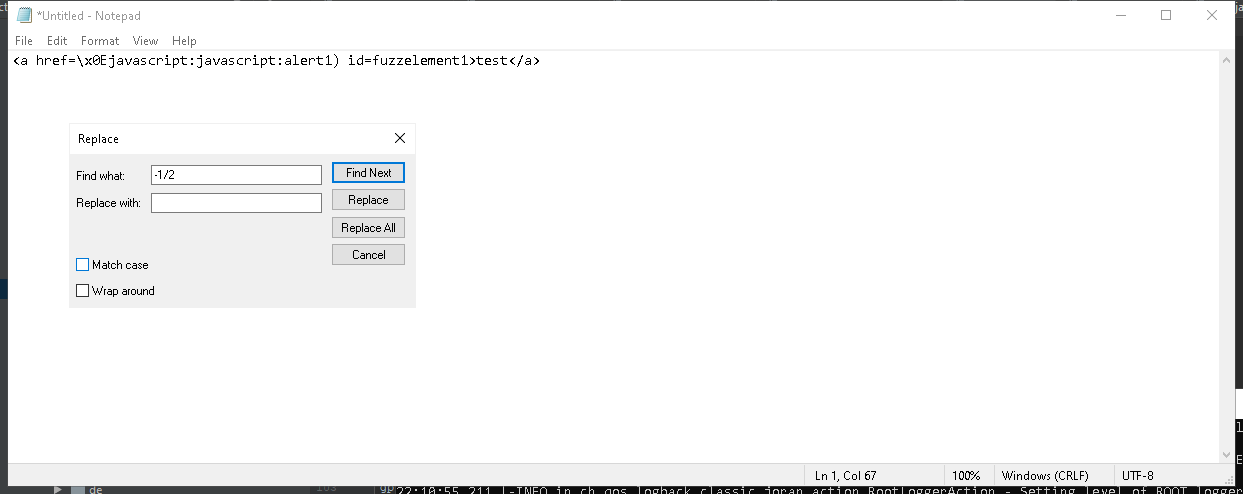 *Untitled - Notepad
File Edit Format View Help
<a href=\x0Ejavascript:javascript:alert1) id=fuzzelement1>test</a>
Replace
Find what: -1/2 Find Next
Replace with: Replace
Replace All
Cancel
Match case
Wrap around
Ln 1, Col 67 100% Windows (CRLF) UTF-8
de 22:10:55,211 |-INFO in ch.qos.logback.classic.joran.action.RootLoggerAction - Setting level of ROOT logger